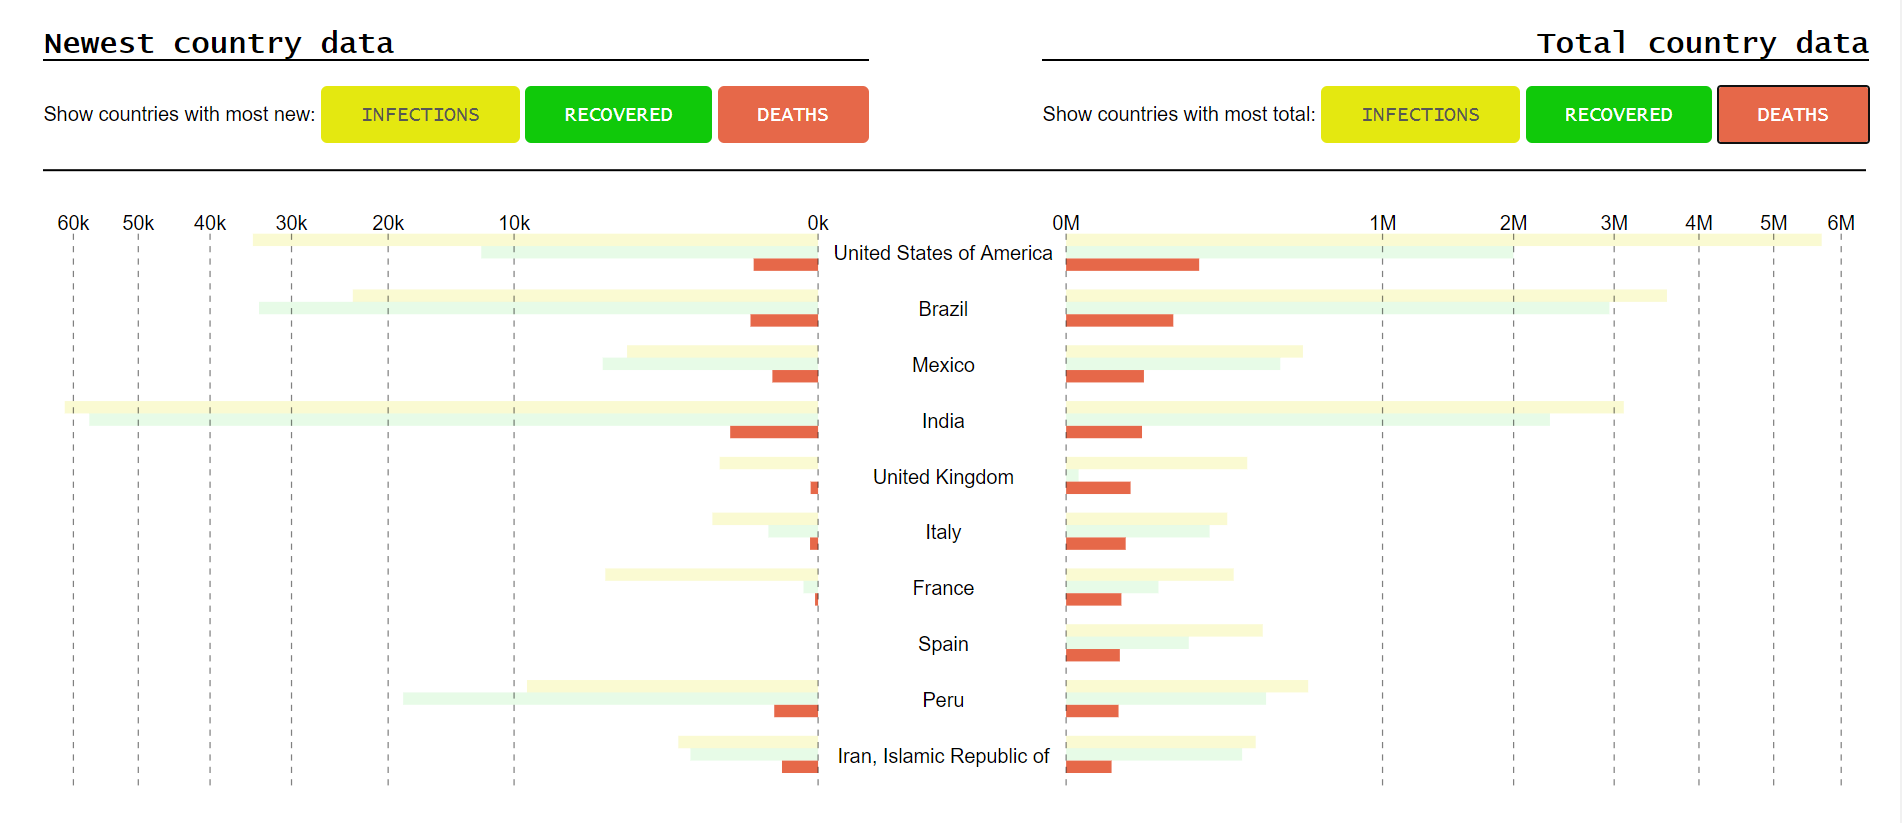 Newest country data
Total country data
Show countries with most new: INFECTIONS RECOVERED DEATHS
Show countries with most total: INFECTIONS RECOVERED DEATHS
60k 50k 40k 30k 20k 10k 0k
0M 1M 2M 3M 4M 5M 6M
United States of America
Brazil
Mexico
India
United Kingdom
Italy
France
Spain
Peru
Iran, Islamic Republic of